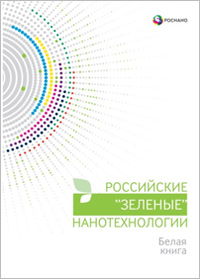 РОСНАНО
РОССИЙСКИЕ
"ЗЕЛЕНЫЕ"
НАНОТЕХНОЛОГИИ
Белая
книга